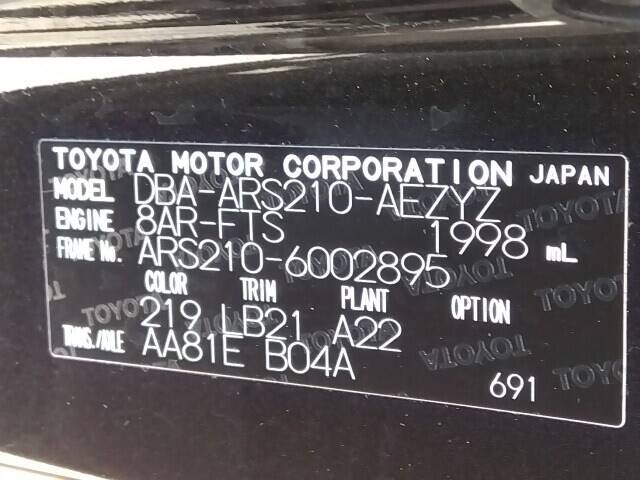 TOYOTA MOTOR CORPORATION JAPAN
MODEL DBA-ARS210-AEZYZ
ENGINE 8AR-FTS 1998 mL
FRAME No. ARS210-6002895
COLOR TRIM PLANT OPTION
219 LB21 A22
TRANS./AXLE AA81E B04A
691